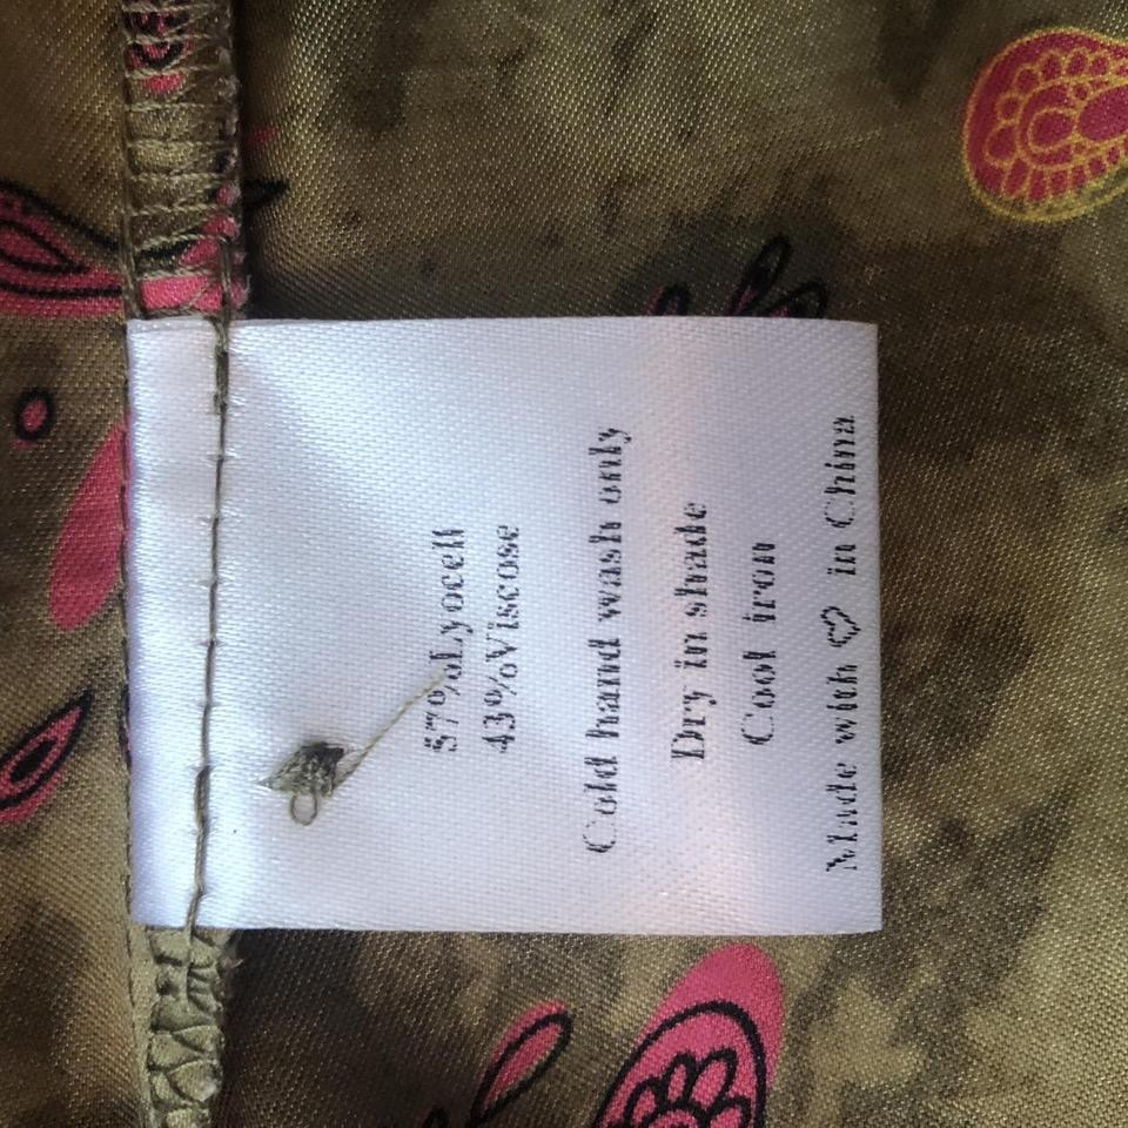 57%Lyocell
43%Viscose
Cold hand wash only
Dry in shade
Cool iron
Made with ♡ in China